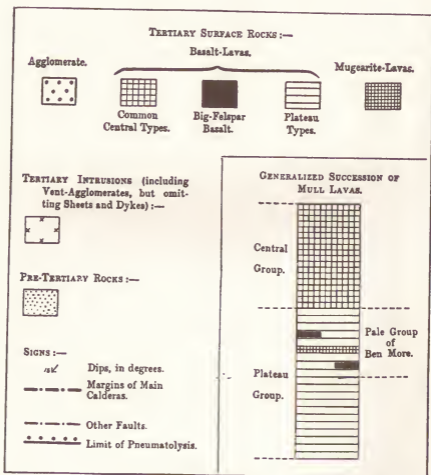 TERTIARY SURFACE ROCKS:—
Basalt-Lavas.
Agglomerate.
Mugearite-Lavas.
Common
Central Types.
Big-Felspar
Basalt.
Plateau
Types.
TERTIARY INTRUSIONS (including
Vent-Agglomerates, but omit-
ting Sheets and Dykes):—
PRE-TERTIARY ROCKS:—
SIGNS:—
Dips, in degrees.
Margins of Main
Calderas.
Other Faults.
Limit of Pneumatolysis.
GENERALIZED SUCCESSION OF
MULL LAVAS.
Central
Group.
Pale Group
of
Ben More.
Plateau
Group.